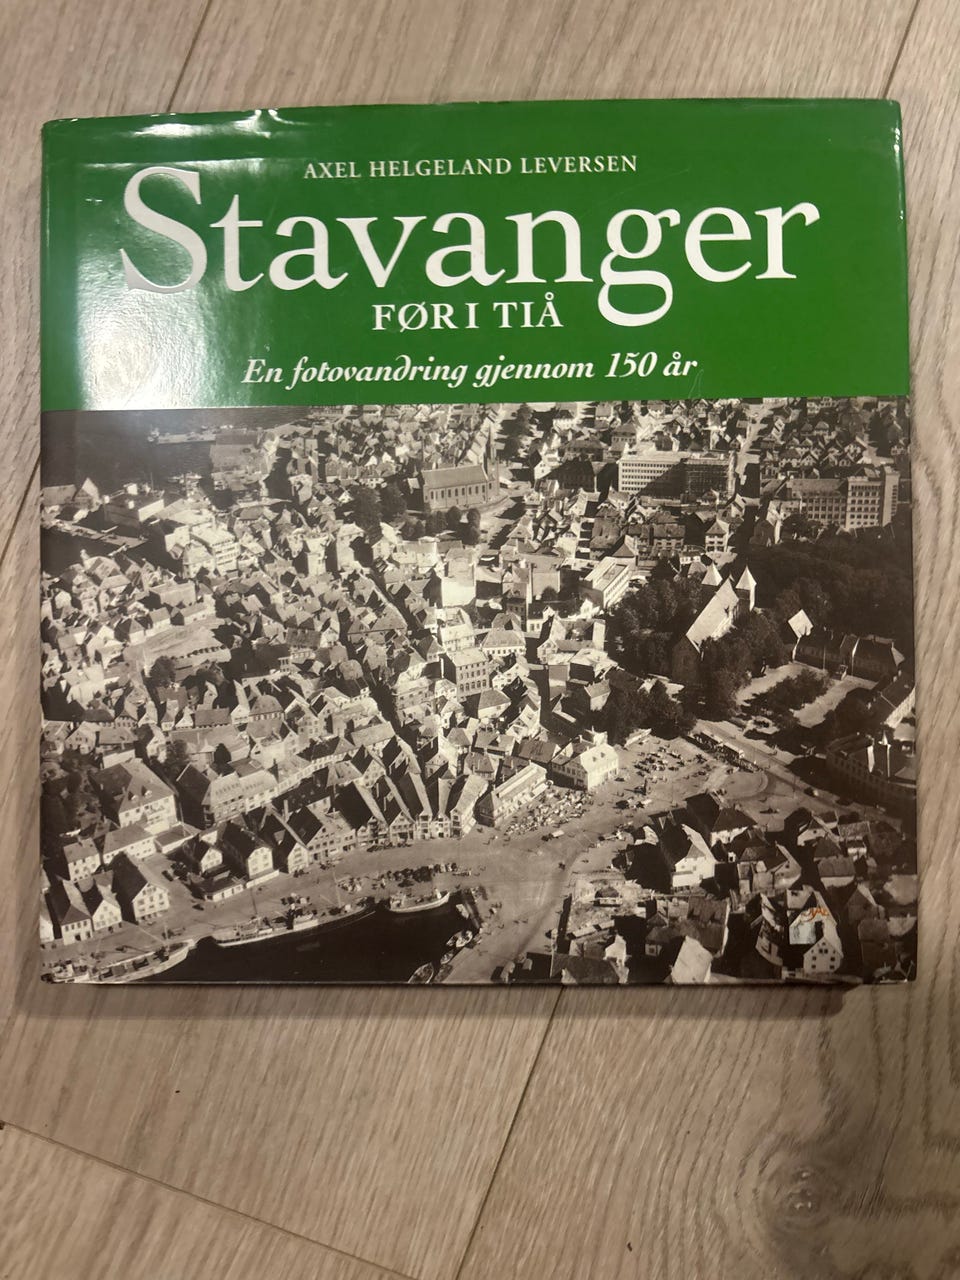 AXEL HELGELAND LEVERSEN
Stavanger
FØR I TIÅ
En fotovandring gjennom 150 år